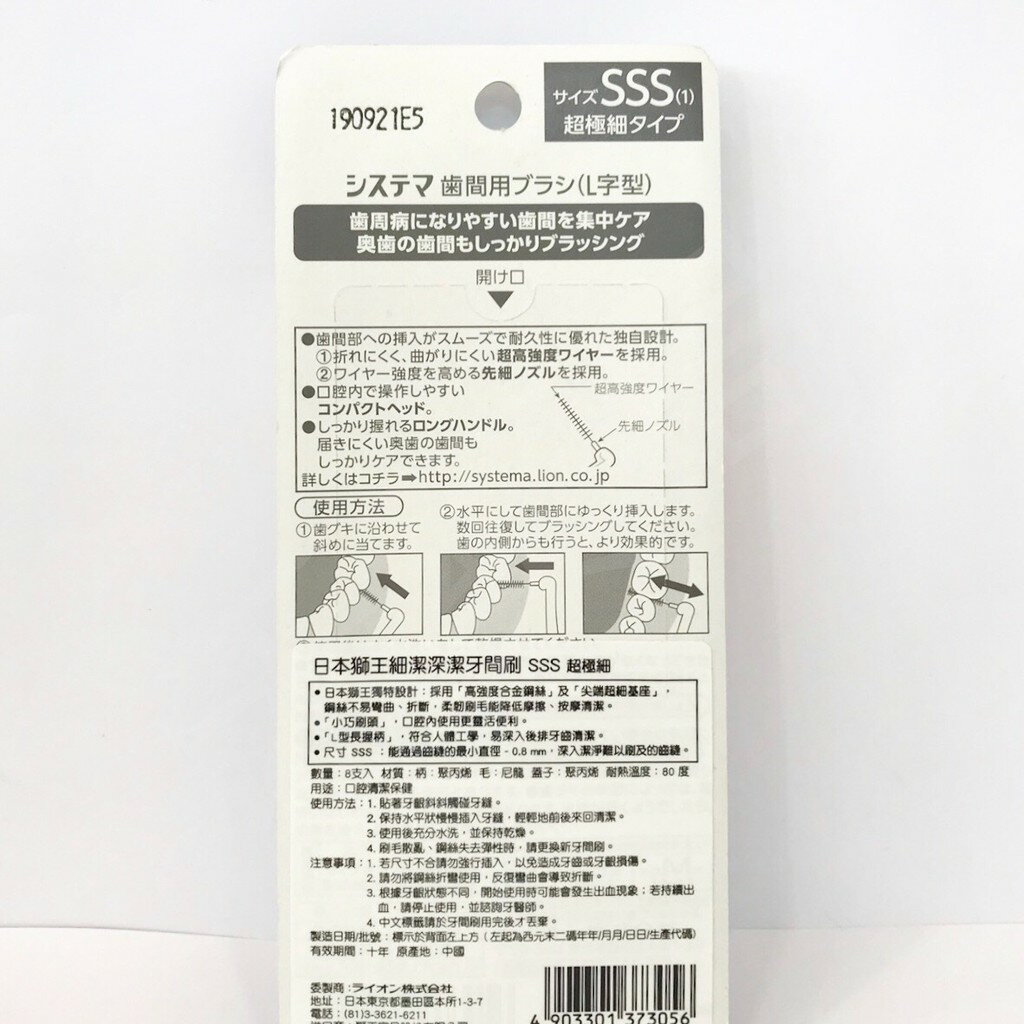 190921E5
サイズSSS(1)
超極細タイプ
システマ 歯間用ブラシ(L字型)
歯周病になりやすい歯間を集中ケア
奥歯の歯間もしっかりブラッシング
開け口
●歯間部への挿入がスムーズで耐久性に優れた独自設計。
①折れにくく、曲がりにくい超高強度ワイヤーを採用。
②ワイヤー強度を高める先細ノズルを採用。
●口腔内で操作しやすい
コンパクトヘッド。
●しっかり握れるロングハンドル。
届きにくい奥歯の歯間も
しっかりケアできます。
超高強度ワイヤー
先細ノズル
詳しくはコチラ➡http://systema.lion.co.jp
使用方法
①歯グキに沿わせて
斜めに当てます。
②水平にして歯間部にゆっくり挿入します。
数回往復してブラッシングしてください。
歯の内側からも行うと、より効果的です。
日本獅王細潔深潔牙間刷 SSS 超極細
•日本獅王獨特設計：採用「高強度合金鋼絲」及「尖端超細基座」，
鋼絲不易彎曲、折斷，柔韌刷毛能降低摩擦、按摩清潔。
•「小巧刷頭」，口腔內使用更靈活便利。
•「L型長握柄」，符合人體工學，易深入後排牙齒清潔。
•尺寸 SSS：能通過齒縫的最小直徑－0.8 mm，深入潔淨難以刷及的齒縫。
數量：8支入 材質：柄：聚丙烯 毛：尼龍 蓋子：聚丙烯 耐熱溫度：80 度
用途：口腔清潔保健
使用方法：1. 貼著牙齦斜斜觸碰牙縫。
2. 保持水平狀慢慢插入牙縫，輕輕地前後來回清潔。
3. 使用後充分水洗，並保持乾燥。
4. 刷毛散亂、鋼絲失去彈性時，請更換新牙間刷。
注意事項：1. 若尺寸不合請勿強行插入，以免造成牙齒或牙齦損傷。
2. 請勿將鋼絲折彎使用，反復彎曲會導致折斷。
3. 根據牙齦狀態不同，開始使用時可能會發生出血現象；若持續出
血，請停止使用，並諮詢牙醫師。
4. 中文標籤請於牙間刷用完後才丟棄。
製造日期/批號：標示於背面左上方（左起為西元末二碼年年/月月/日日/生產代碼）
有效期間：十年 原產地：中國
委製商：ライオン株式会社
地址：日本東京都墨田區本所1-3-7
電話：(81)3-3621-6211
4 903301 373056